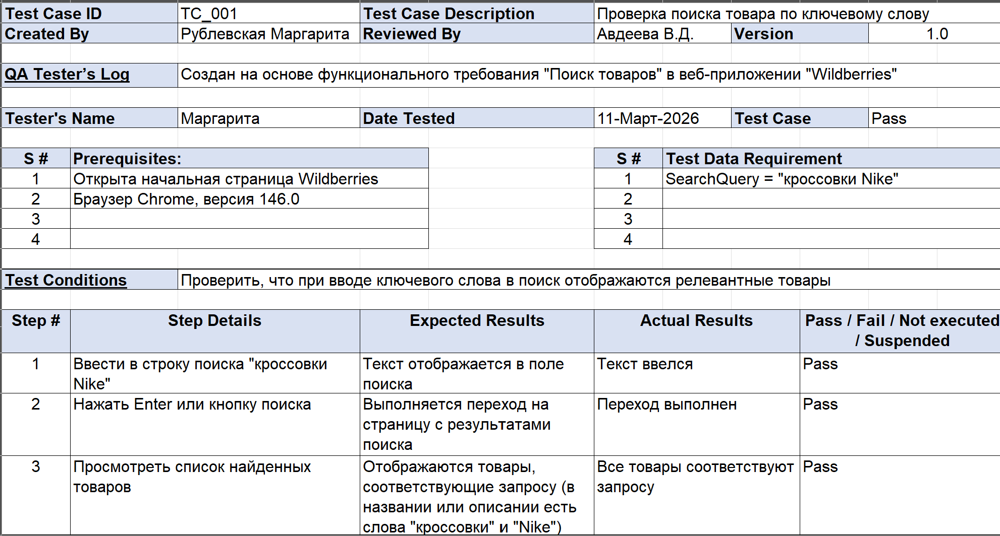 Test Case ID TC_001 Test Case Description Проверка поиска товара по ключевому слову
Created By Рублевская Маргарита Reviewed By Авдеева В.Д. Version 1.0
QA Tester’s Log Создан на основе функционального требования "Поиск товаров" в веб-приложении "Wildberries"
Tester's Name Маргарита Date Tested 11-Март-2026 Test Case Pass
S # Prerequisites: S # Test Data Requirement
1 Открыта начальная страница Wildberries 1 SearchQuery = "кроссовки Nike"
2 Браузер Chrome, версия 146.0 2
3 3
4 4
Test Conditions Проверить, что при вводе ключевого слова в поиск отображаются релевантные товары
Step # Step Details Expected Results Actual Results Pass / Fail / Not executed
/ Suspended
1 Ввести в строку поиска "кроссовки Текст отображается в поле Текст ввелся Pass
Nike" поиска
2 Нажать Enter или кнопку поиска Выполняется переход на Переход выполнен Pass
страницу с результатами
поиска
3 Просмотреть список найденных Отображаются товары, Все товары соответствуют Pass
товаров соответствующие запросу (в запросу
названии или описании есть
слова "кроссовки" и "Nike")